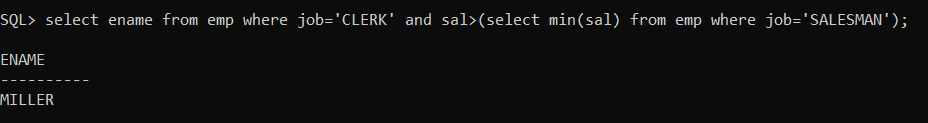 SQL> select ename from emp where job='CLERK' and sal>(select min(sal) from emp where job='SALESMAN');
ENAME
----------
MILLER